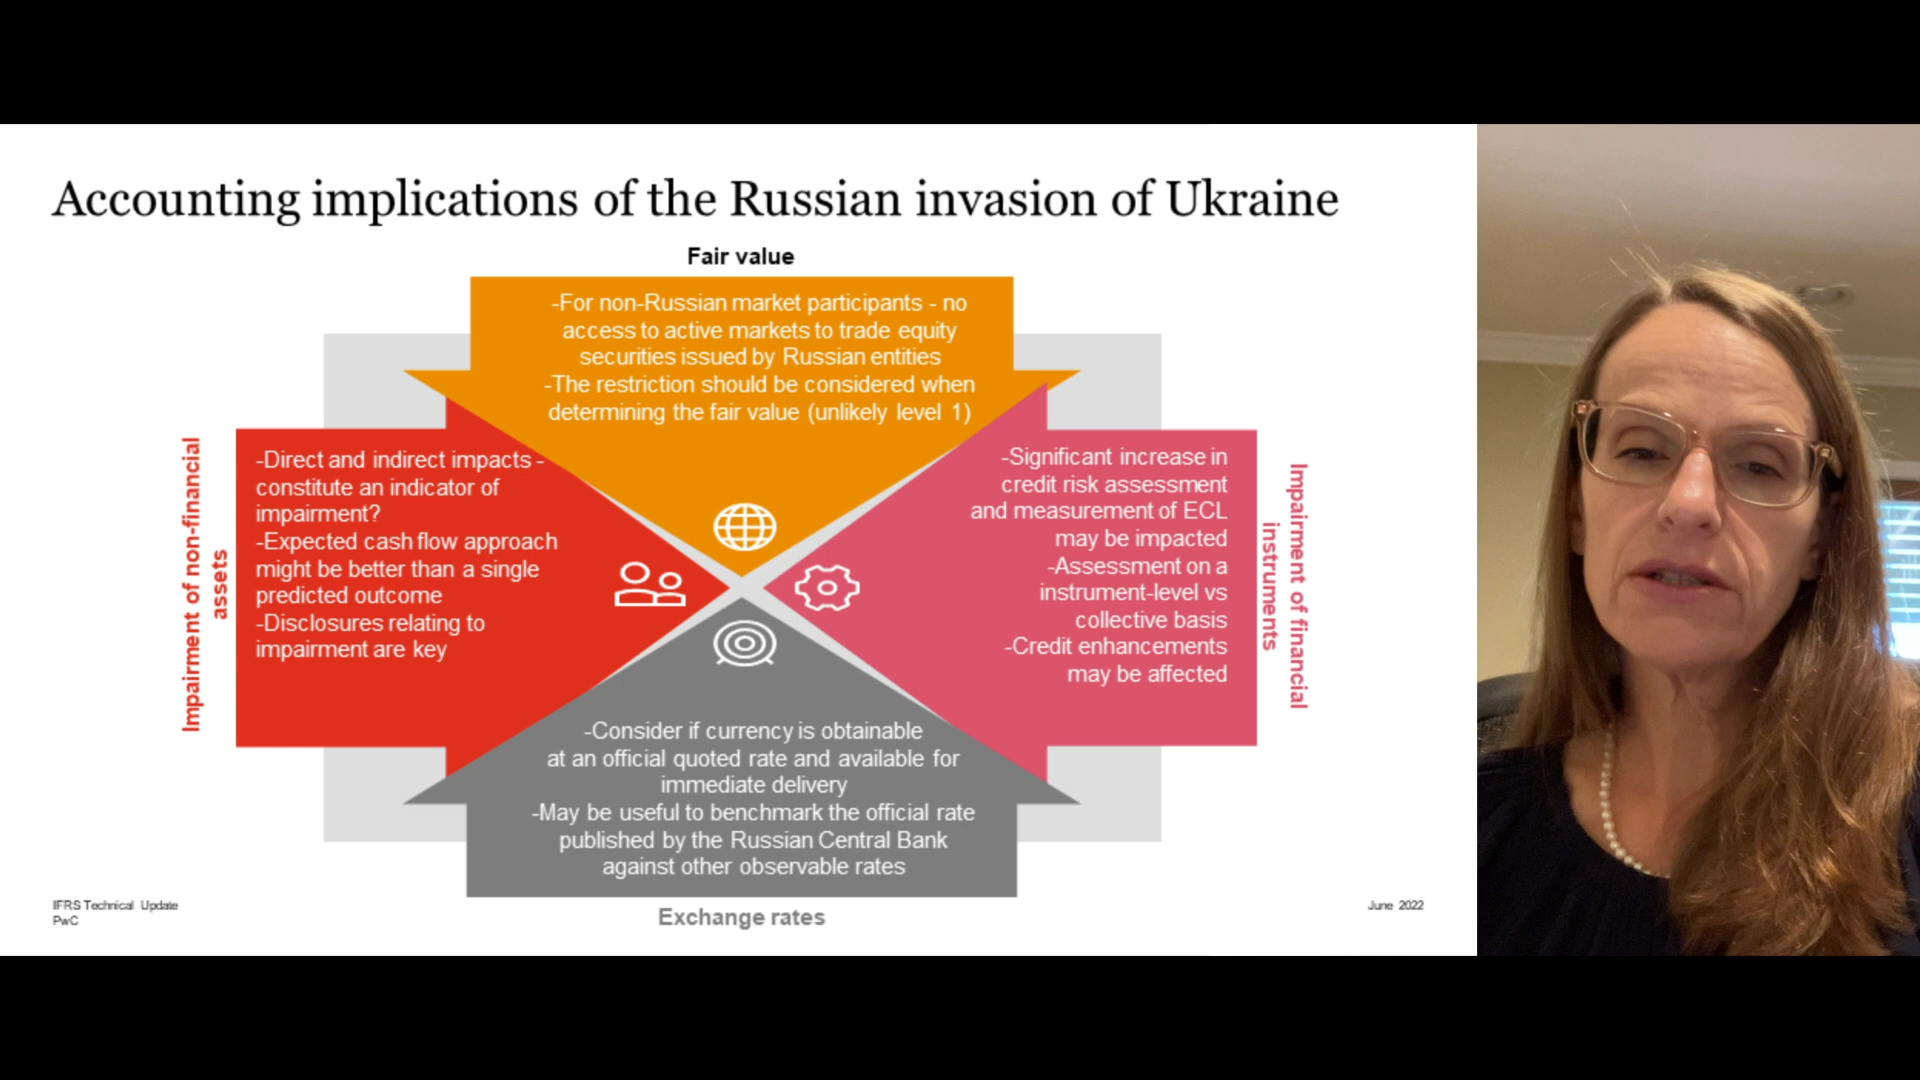 Accounting implications of the Russian invasion of Ukraine
Fair value
-For non-Russian market participants - no
access to active markets to trade equity
securities issued by Russian entities
-The restriction should be considered when
determining the fair value (unlikely level 1)
Impairment of non-financial
assets
-Direct and indirect impacts -
constitute an indicator of
impairment?
-Expected cash flow approach
might be better than a single
predicted outcome
-Disclosures relating to
impairment are key
-Significant increase in
credit risk assessment
and measurement of ECL
may be impacted
-Assessment on a
instrument-level vs
collective basis
-Credit enhancements
may be affected
Impairment of financial
instruments
-Consider if currency is obtainable
at an official quoted rate and available for
immediate delivery
-May be useful to benchmark the official rate
published by the Russian Central Bank
against other observable rates
Exchange rates
IFRS Technical Update
PwC
June 2022